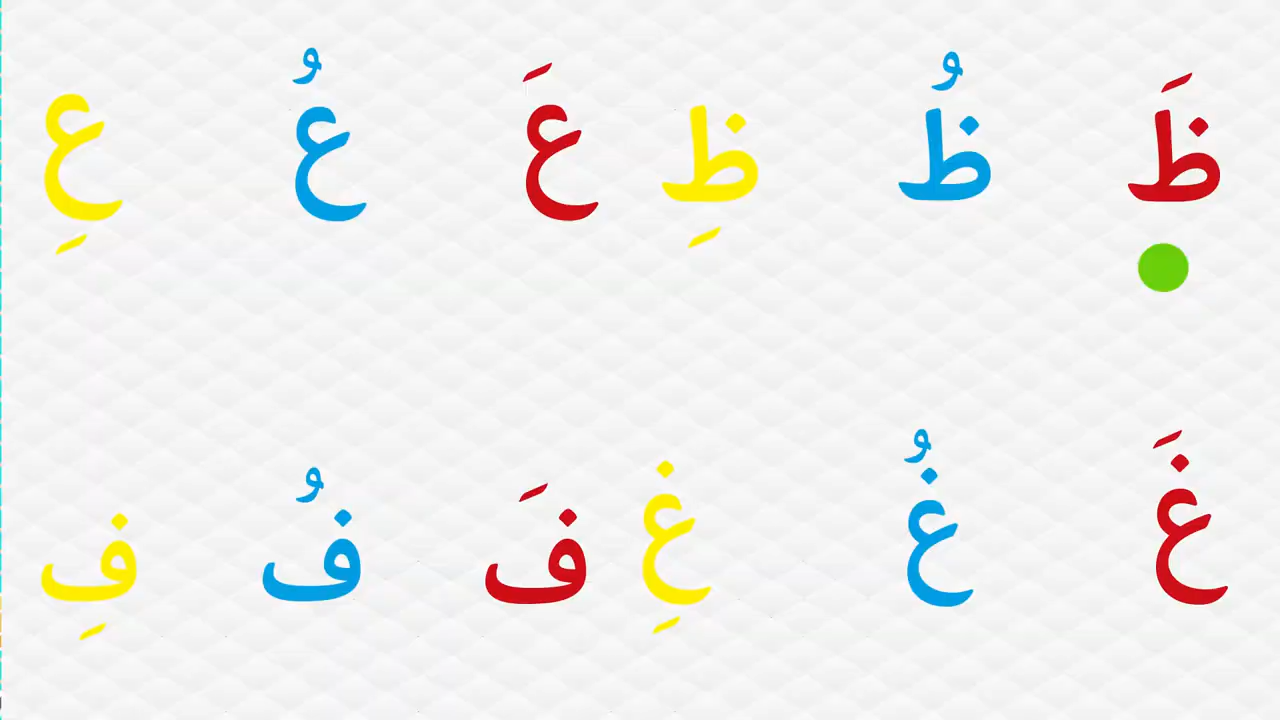 ظَ ظُ ظِ عَ عُ عِ
غَ غُ غِ فَ فُ فِ